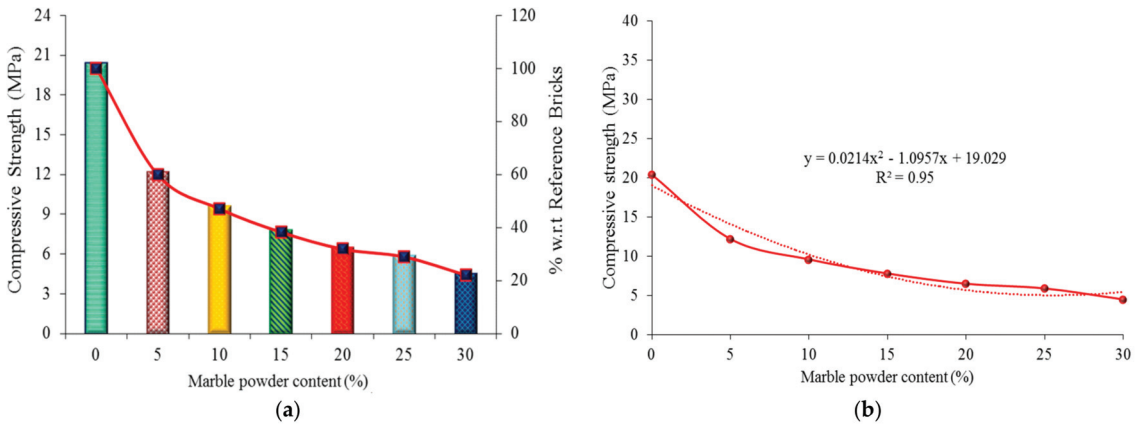 24
21
18
15
12
9
6
3
0
Compressive Strength (MPa)
120
100
80
60
40
20
0
% w.r.t Reference Bricks
0 5 10 15 20 25 30
Marble powder content (%)
(a)
40
35
30
25
20
15
10
5
0
Compressive strength (MPa)
y = 0.0214x² - 1.0957x + 19.029
R² = 0.95
0 5 10 15 20 25 30
Marble powder content (%)
(b)